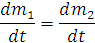 dm₁/dt = dm₂/dt